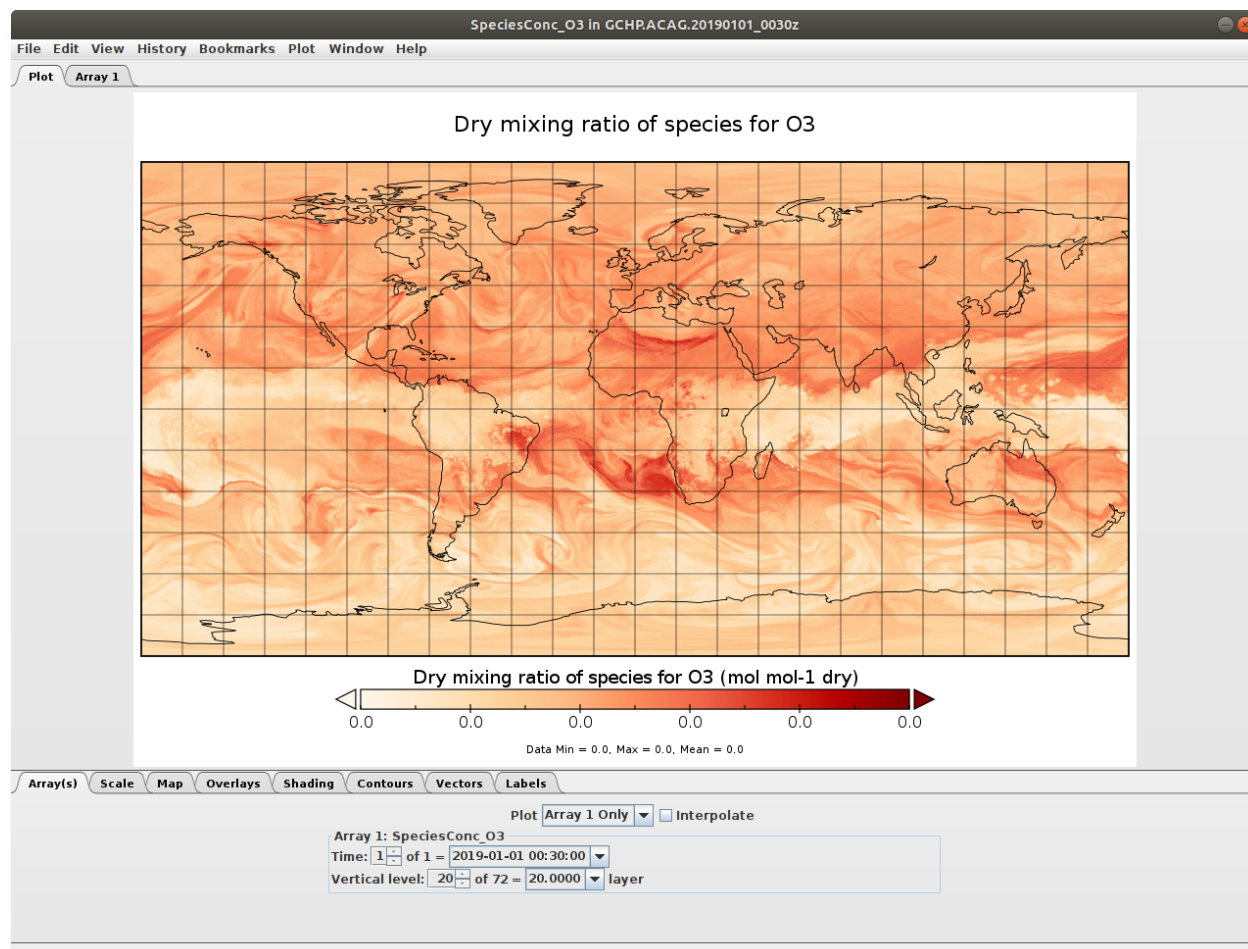 SpeciesConc_O3 in GCHP.ACAG.20190101_0030z
File Edit View History Bookmarks Plot Window Help
Plot Array 1
Dry mixing ratio of species for O3
Dry mixing ratio of species for O3 (mol mol-1 dry)
0.0 0.0 0.0 0.0 0.0 0.0
Data Min = 0.0, Max = 0.0, Mean = 0.0
Array(s) Scale Map Overlays Shading Contours Vectors Labels
Plot Array 1 Only Interpolate
Array 1: SpeciesConc_O3
Time: 1 of 1 = 2019-01-01 00:30:00
Vertical level: 20 of 72 = 20.0000 layer